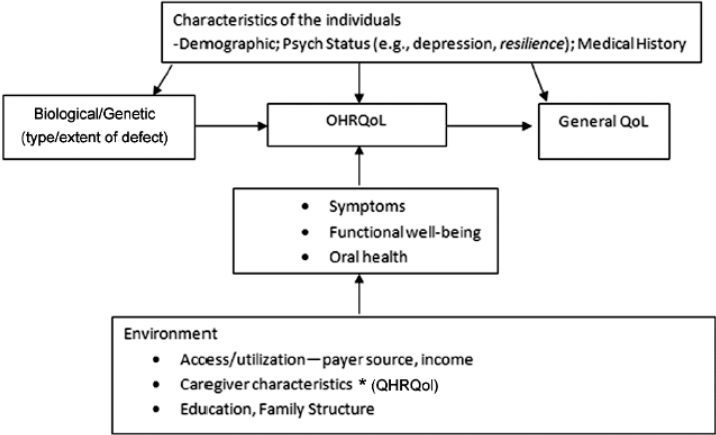 Characteristics of the individuals
-Demographic; Psych Status (e.g., depression, resilience); Medical History
Biological/Genetic
(type/extent of defect)
OHRQoL
General QoL
• Symptoms
• Functional well-being
• Oral health
Environment
• Access/utilization—payer source, income
• Caregiver characteristics * (QHRQol)
• Education, Family Structure